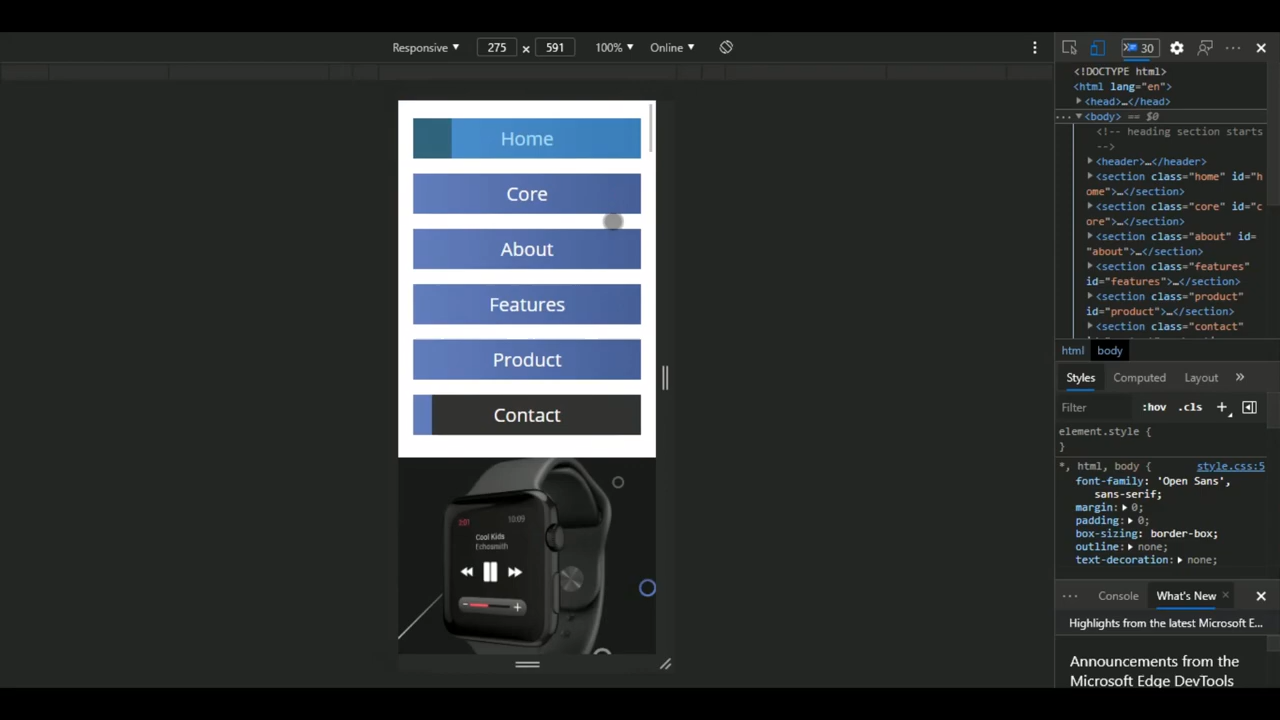 Responsive ▼ 275 x 591 100% ▼ Online ▼
30
<!DOCTYPE html>
<html lang="en">
<head>…</head>
<body> == $0
<!-- heading section starts
-->
<header>…</header>
<section class="home" id="h
ome">…</section>
<section class="core" id="c
ore">…</section>
<section class="about" id=
"about">…</section>
<section class="features"
id="features">…</section>
<section class="product"
id="product">…</section>
<section class="contact"
html body
Styles Computed Layout »
Filter :hov .cls +
element.style {
}
*, html, body { style.css:5
font-family: 'Open Sans',
sans-serif;
margin: 0;
padding: 0;
box-sizing: border-box;
outline: none;
text-decoration: none;
Console What's New ×
Highlights from the latest Microsoft E...
Announcements from the
Microsoft Edge DevTools
Home
Core
About
Features
Product
Contact
0:01 10:09
Cool Kids
Echosmith